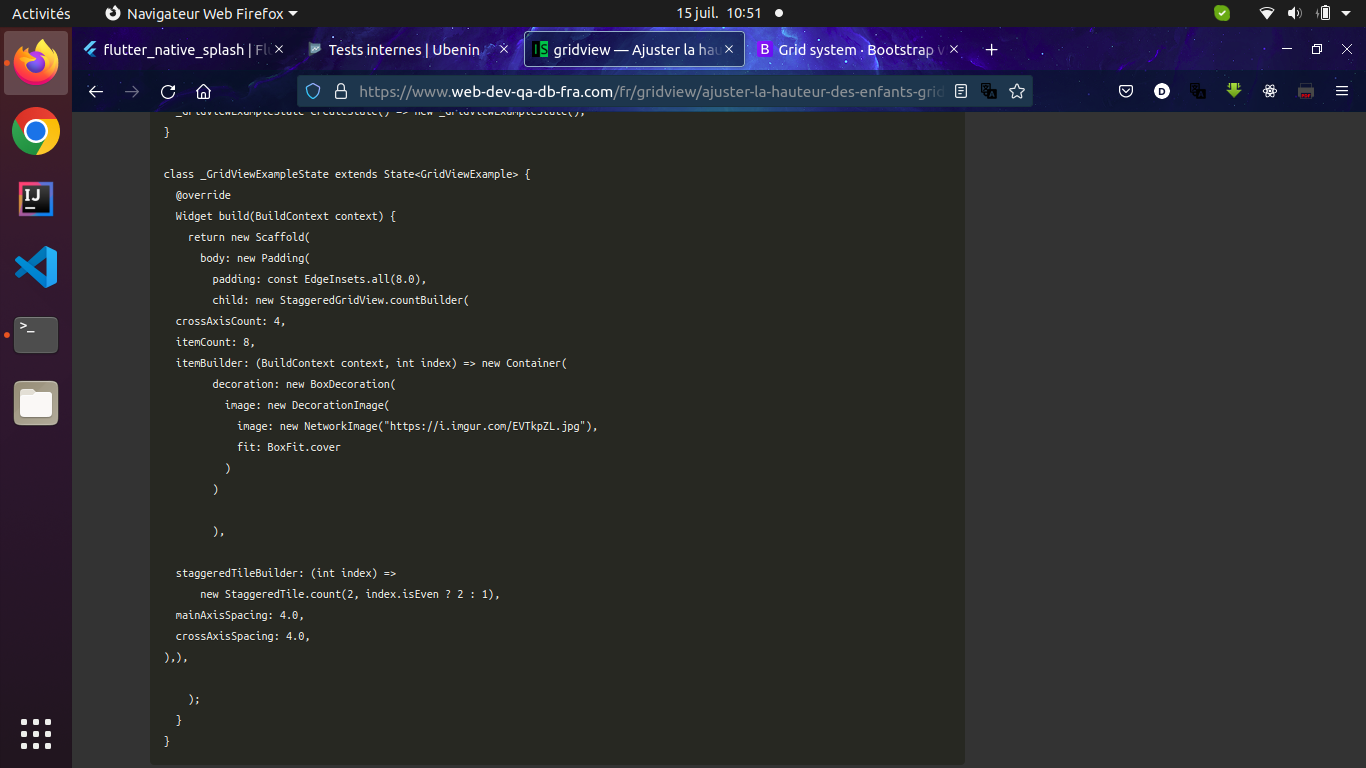 Activités
Navigateur Web Firefox
15 juil. 10:51
flutter_native_splash | Flu
Tests internes | Ubenin
gridview — Ajuster la hau
Grid system · Bootstrap v
https://www.web-dev-qa-db-fra.com/fr/gridview/ajuster-la-hauteur-des-enfants-grid
_GridViewExampleState createState() => new _GridViewExampleState();
}
class _GridViewExampleState extends State<GridViewExample> {
@override
Widget build(BuildContext context) {
return new Scaffold(
body: new Padding(
padding: const EdgeInsets.all(8.0),
child: new StaggeredGridView.countBuilder(
crossAxisCount: 4,
itemCount: 8,
itemBuilder: (BuildContext context, int index) => new Container(
decoration: new BoxDecoration(
image: new DecorationImage(
image: new NetworkImage("https://i.imgur.com/EVTkpZL.jpg"),
fit: BoxFit.cover
)
)
),
staggeredTileBuilder: (int index) =>
new StaggeredTile.count(2, index.isEven ? 2 : 1),
mainAxisSpacing: 4.0,
crossAxisSpacing: 4.0,
),),
);
}
}